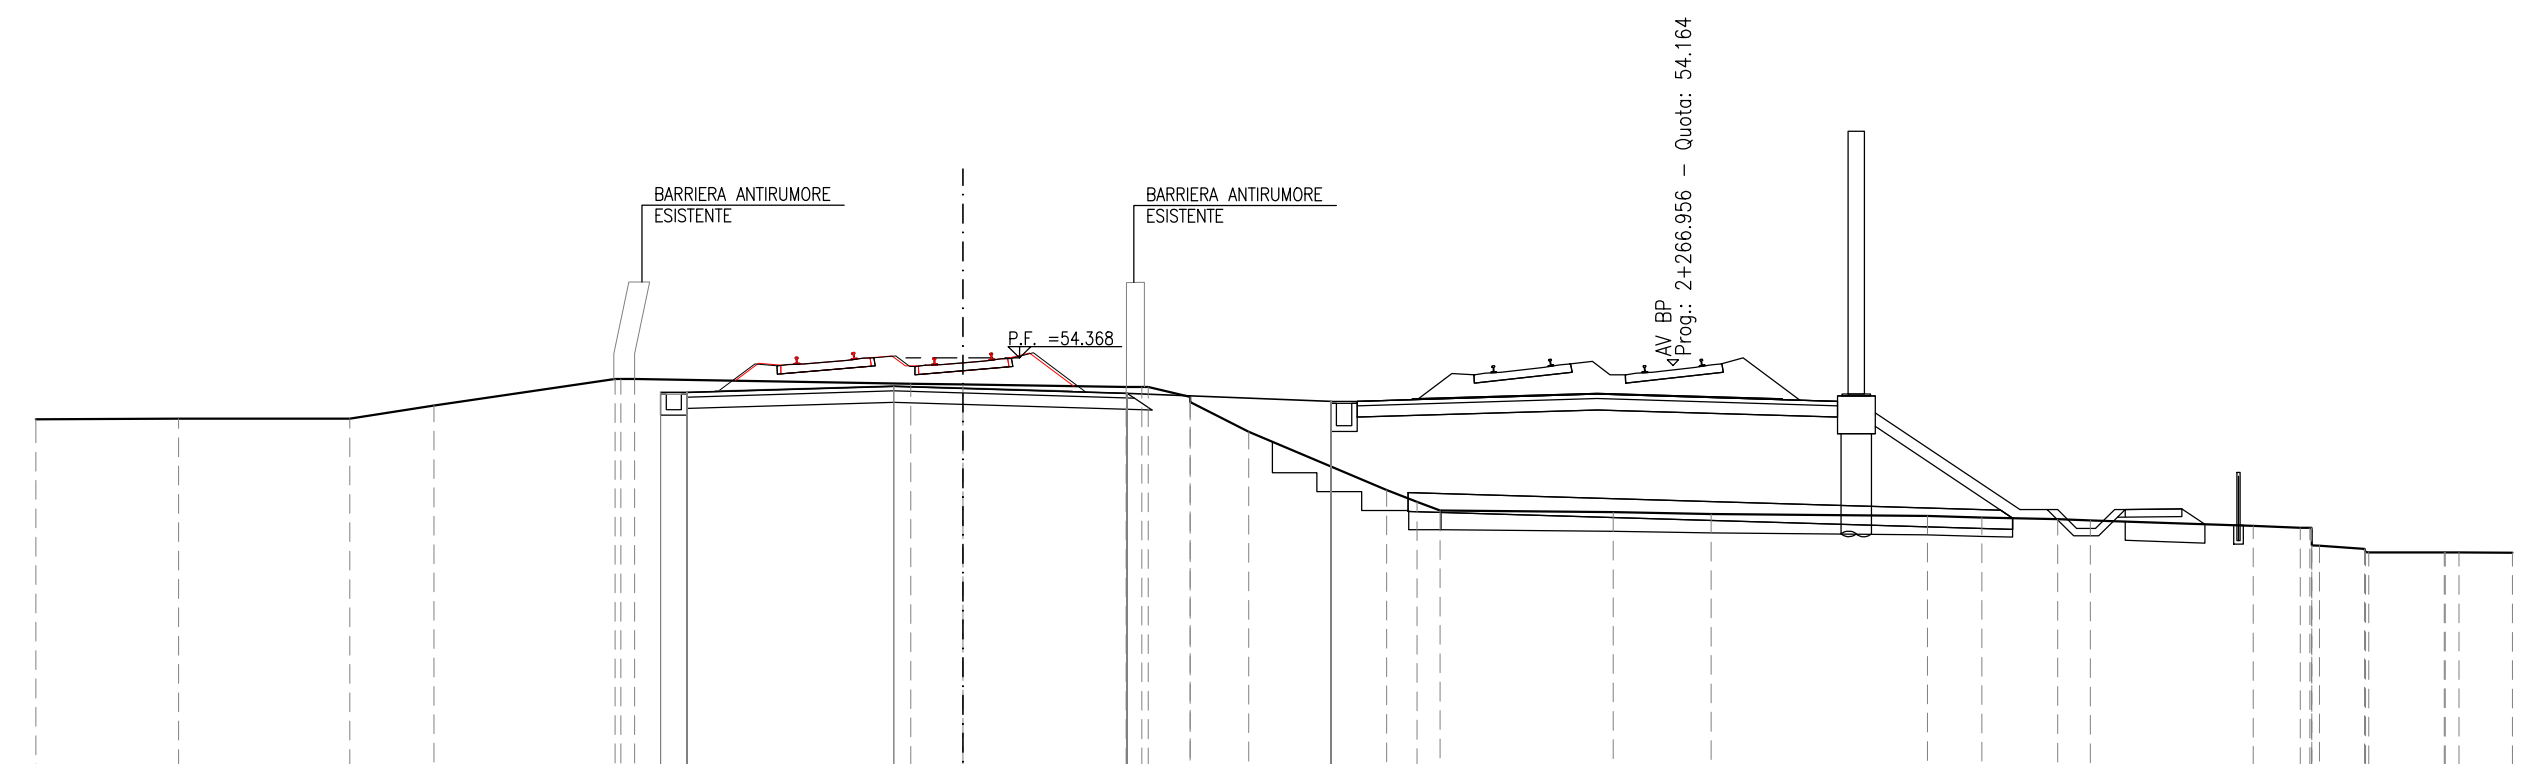 BARRIERA ANTIRUMORE
ESISTENTE
BARRIERA ANTIRUMORE
ESISTENTE
P.F. =54.368
AV BP
Prog.: 2+266.956 - Quota: 54.164